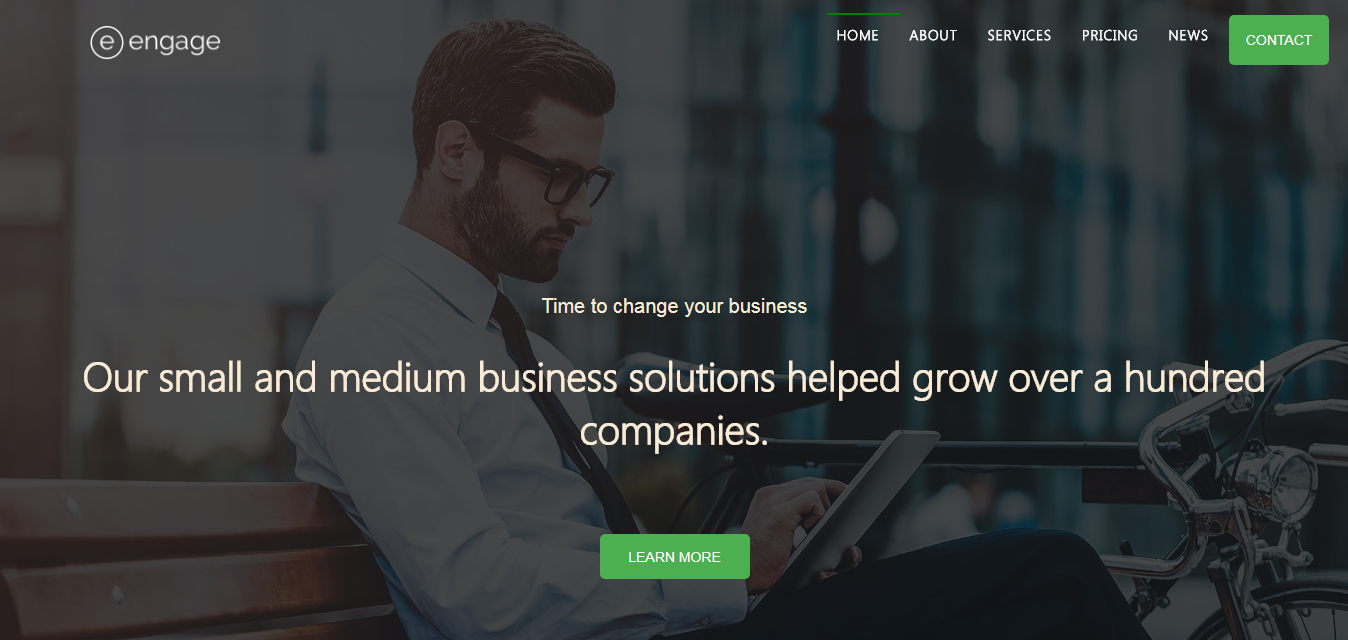 e engage
HOME ABOUT SERVICES PRICING NEWS CONTACT
Time to change your business
Our small and medium business solutions helped grow over a hundred
companies.
LEARN MORE